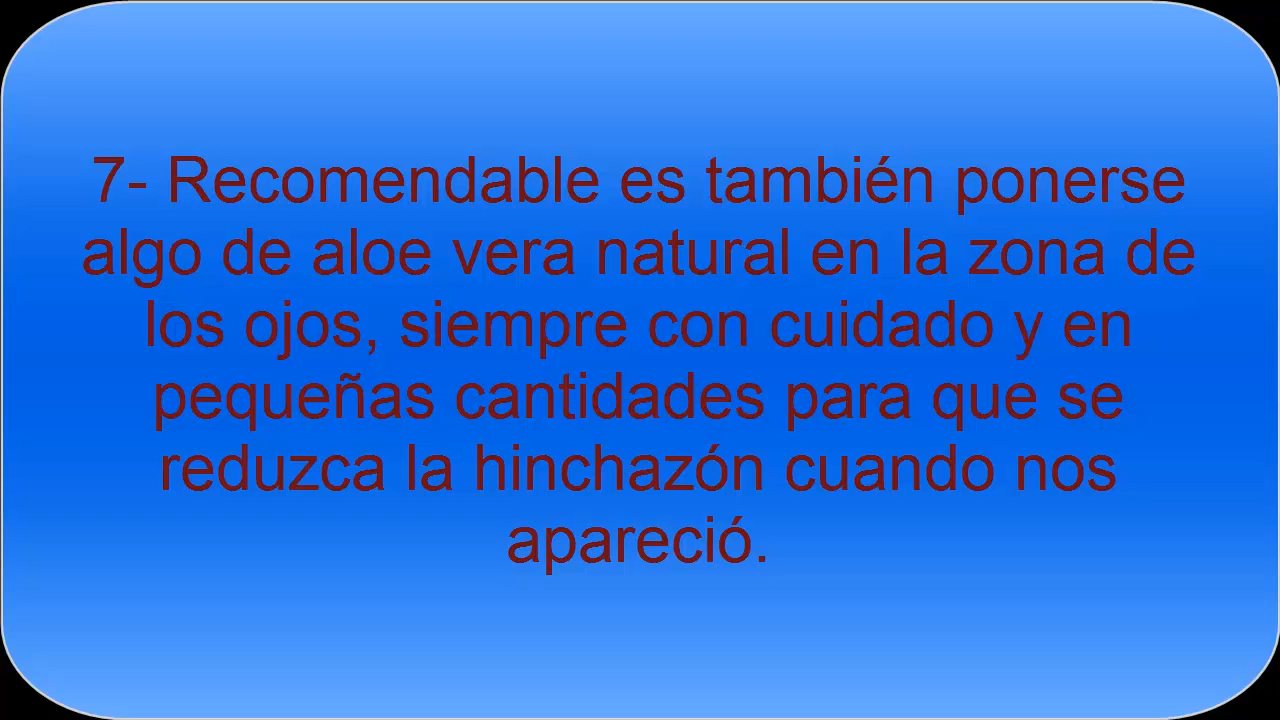 7- Recomendable es también ponerse
algo de aloe vera natural en la zona de
los ojos, siempre con cuidado y en
pequeñas cantidades para que se
reduzca la hinchazón cuando nos
apareció.